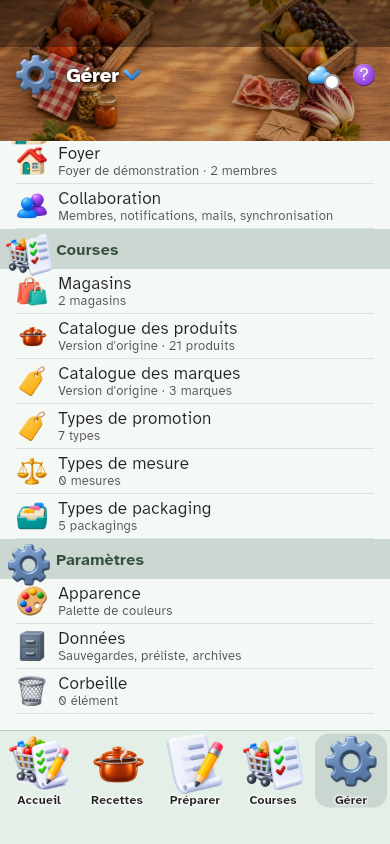 Gérer
?
Foyer
Foyer de démonstration · 2 membres
Collaboration
Membres, notifications, mails, synchronisation
Courses
Magasins
2 magasins
Catalogue des produits
Version d'origine · 21 produits
Catalogue des marques
Version d'origine · 3 marques
Types de promotion
7 types
Types de mesure
0 mesures
Types de packaging
5 packagings
Paramètres
Apparence
Palette de couleurs
Données
Sauvegardes, préliste, archives
Corbeille
0 élément
Accueil
Recettes
Préparer
Courses
Gérer